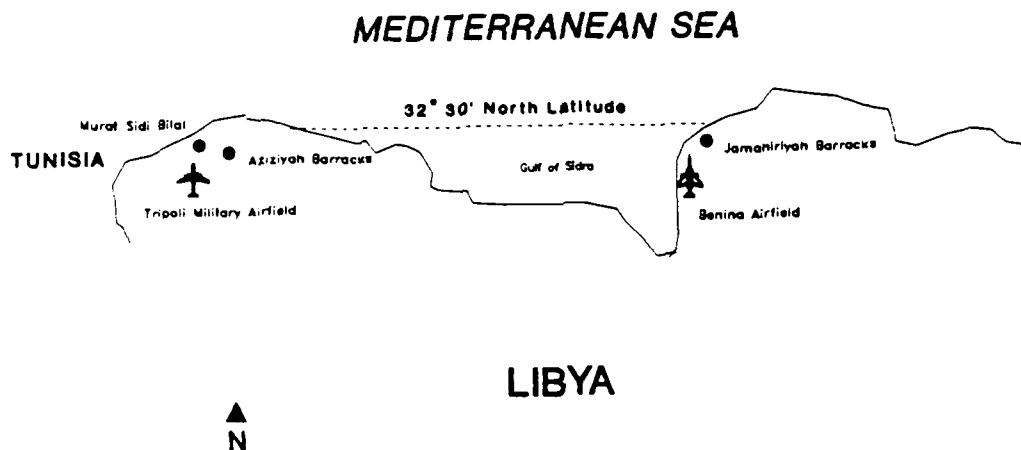 MEDITERRANEAN SEA
32° 30' North Latitude
Murat Sidi Bilal
TUNISIA
Aziziyah Barracks
Gulf of Sidra
Jamahiriyah Barracks
Tripoli Military Airfield
Benina Airfield
LIBYA
N